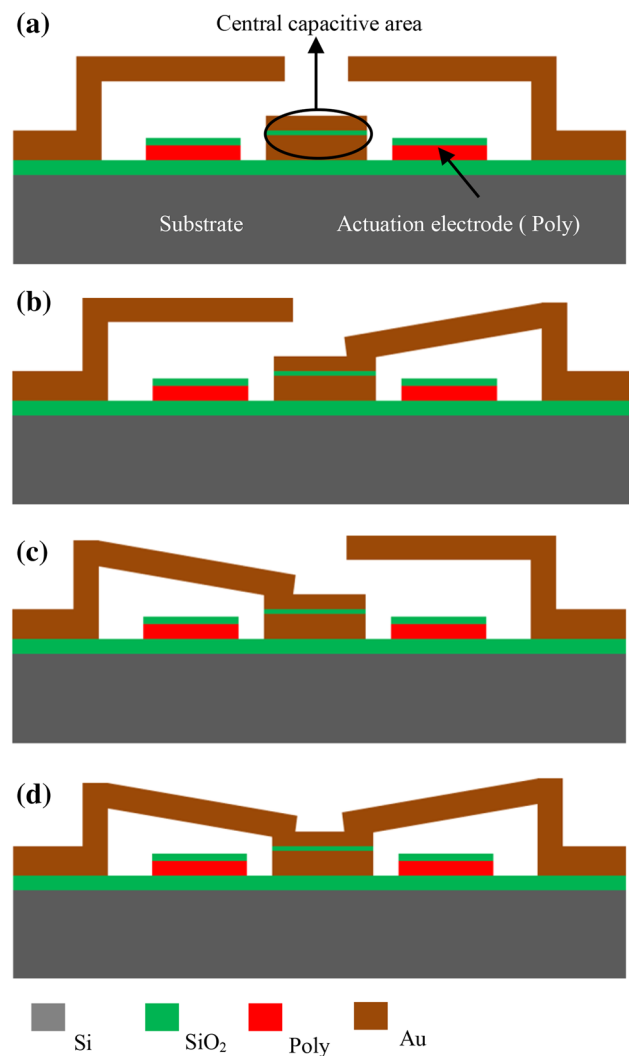 (a)
Central capacitive area
Substrate
Actuation electrode ( Poly)
(b)
(c)
(d)
Si
SiO₂
Poly
Au